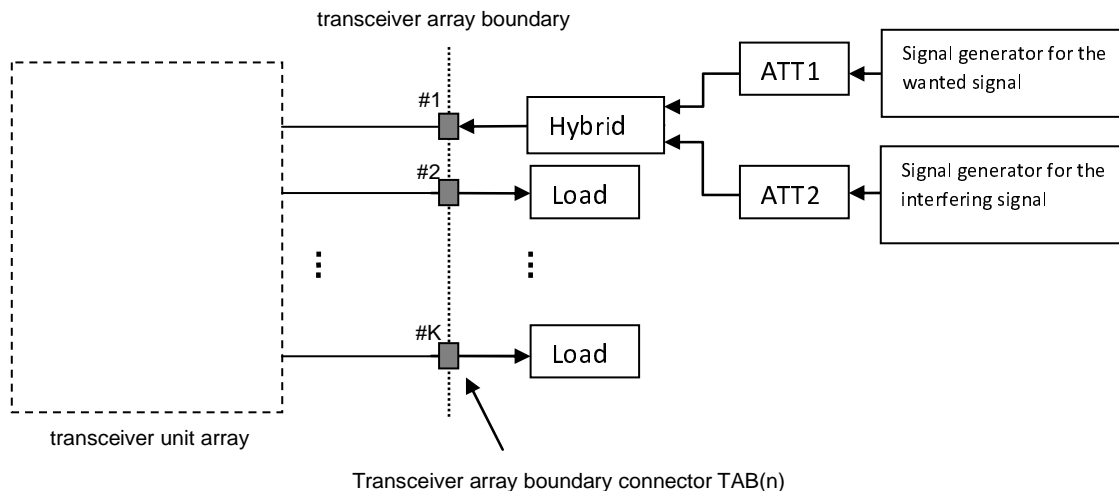 transceiver array boundary
Signal generator for the
wanted signal
ATT1
#1
Hybrid
#2
Load
ATT2
Signal generator for the
interfering signal
#K
Load
transceiver unit array
Transceiver array boundary connector TAB(n)